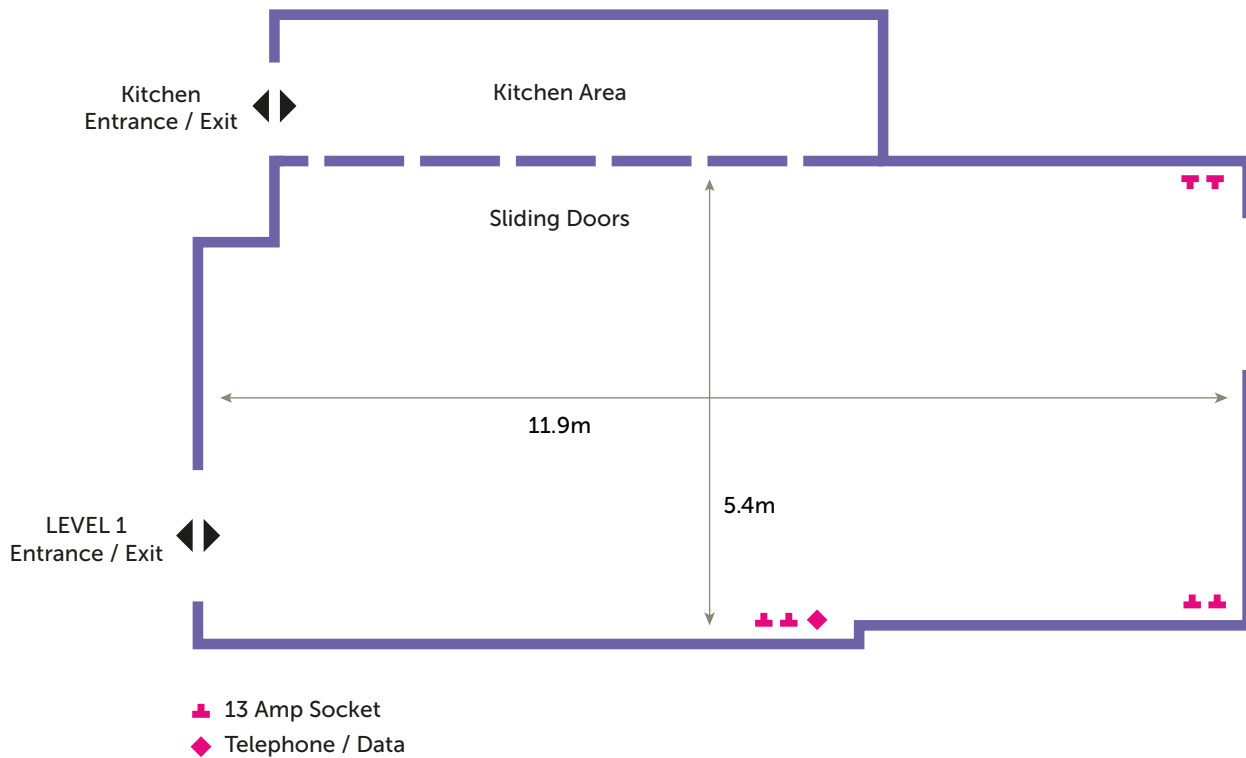 Kitchen
Entrance / Exit
Kitchen Area
Sliding Doors
11.9m
5.4m
LEVEL 1
Entrance / Exit
13 Amp Socket
Telephone / Data